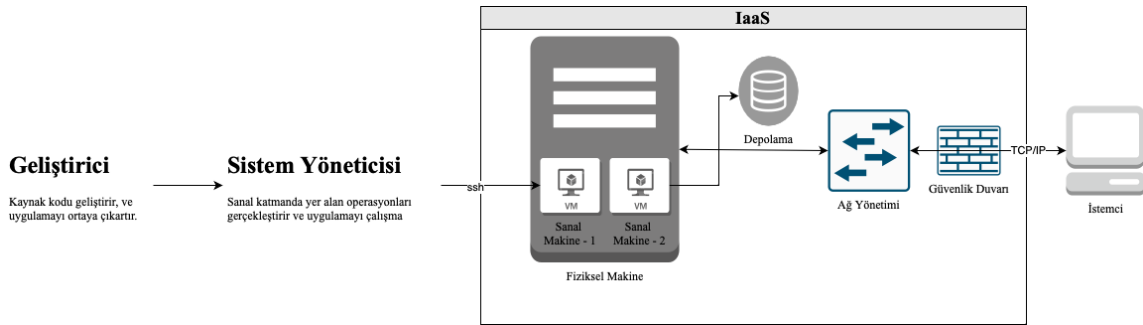 IaaS
Geliştirici
Kaynak kodu geliştirir, ve
uygulamayı ortaya çıkartır.
Sistem Yöneticisi
Sanal katmanda yer alan operasyonları
gerçekleştirir ve uygulamayı çalışma
ssh
VM
VM
Sanal
Makine - 1
Sanal
Makine - 2
Fiziksel Makine
Depolama
Ağ Yönetimi
Güvenlik Duvarı
TCP/IP
İstemci